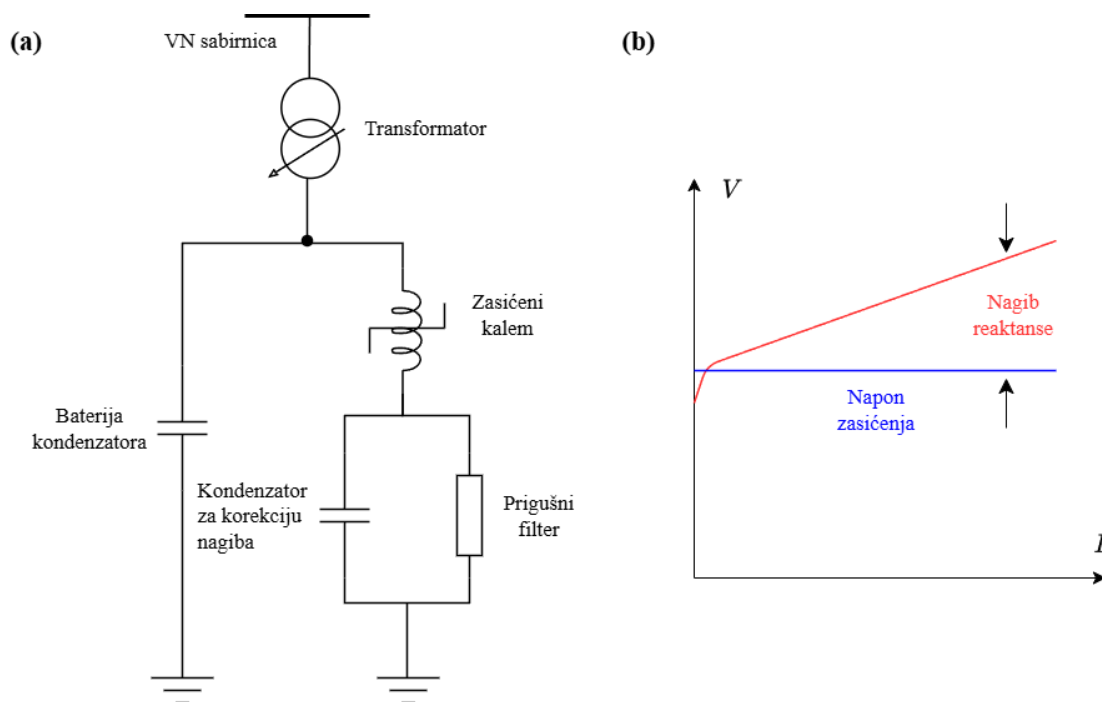 (a)
VN sabirnica
Transformator
Zasićeni
kalem
Baterija
kondenzatora
Kondenzator
za korekciju
nagiba
Prigušni
filter
(b)
V
Nagib
reaktanse
Napon
zasićenja
I